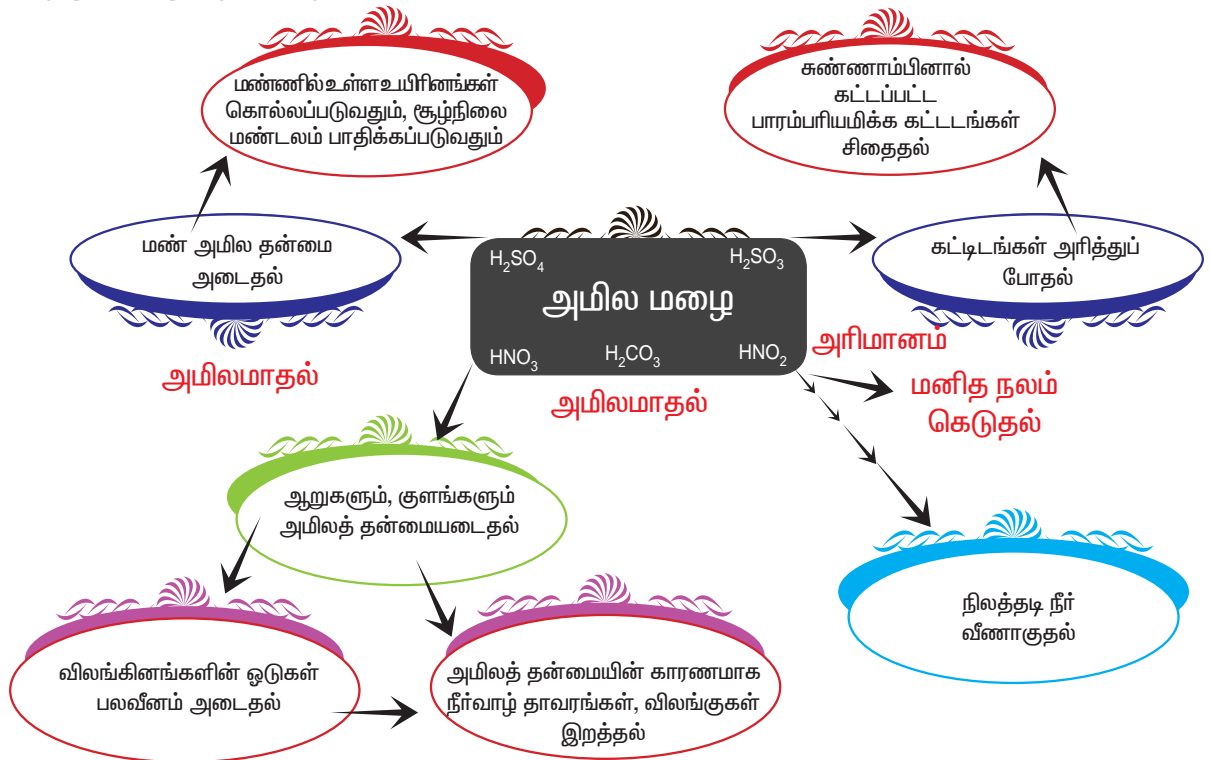 மண்ணில் உள்ள உயிரினங்கள்
கொல்லப்படுவதும், சூழ்நிலை
மண்டலம் பாதிக்கப்படுவதும்
சுண்ணாம்பினால்
கட்டப்பட்ட
பாரம்பரியமிக்க கட்டடங்கள்
சிதைதல்
மண் அமில தன்மை
அடைதல்
H₂SO₄
H₂SO₃
அமில மழை
HNO₃
H₂CO₃
HNO₂
கட்டிடங்கள் அரித்துப்
போதல்
அமிலமாதல்
அமிலமாதல்
அரிமானம்
மனித நலம்
கெடுதல்
ஆறுகளும், குளங்களும்
அமிலத் தன்மையடைதல்
நிலத்தடி நீர்
வீணாகுதல்
விலங்கினங்களின் ஓடுகள்
பலவீனம் அடைதல்
அமிலத் தன்மையின் காரணமாக
நீர்வாழ் தாவரங்கள், விலங்குகள்
இறத்தல்